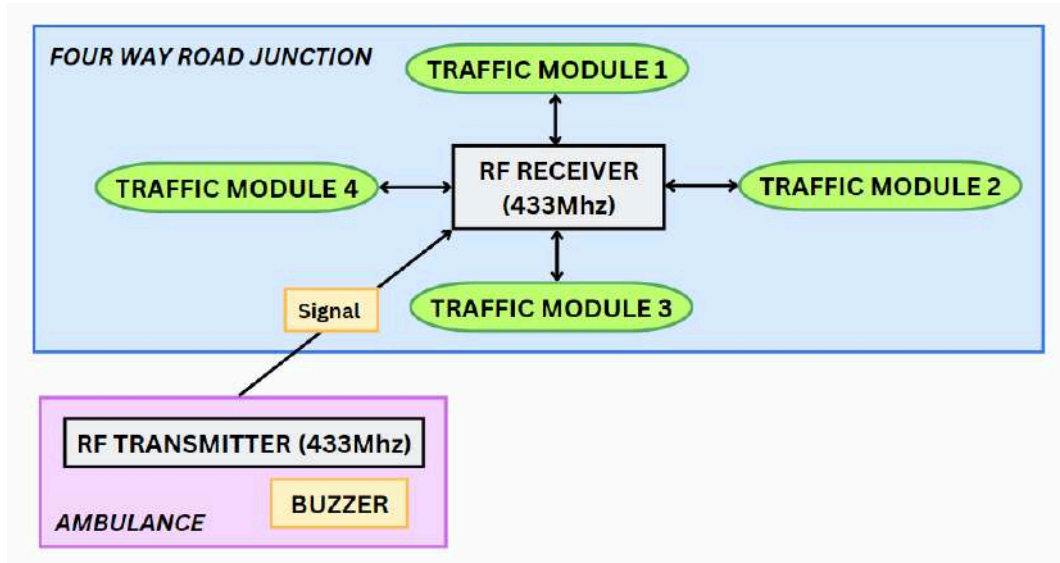 FOUR WAY ROAD JUNCTION
TRAFFIC MODULE 1
RF RECEIVER
(433Mhz)
TRAFFIC MODULE 4
TRAFFIC MODULE 2
Signal
TRAFFIC MODULE 3
RF TRANSMITTER (433Mhz)
BUZZER
AMBULANCE